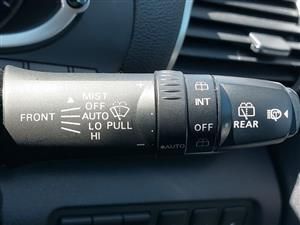 MIST
OFF
FRONT AUTO
LO PULL
HI
INT
OFF
AUTO
REAR